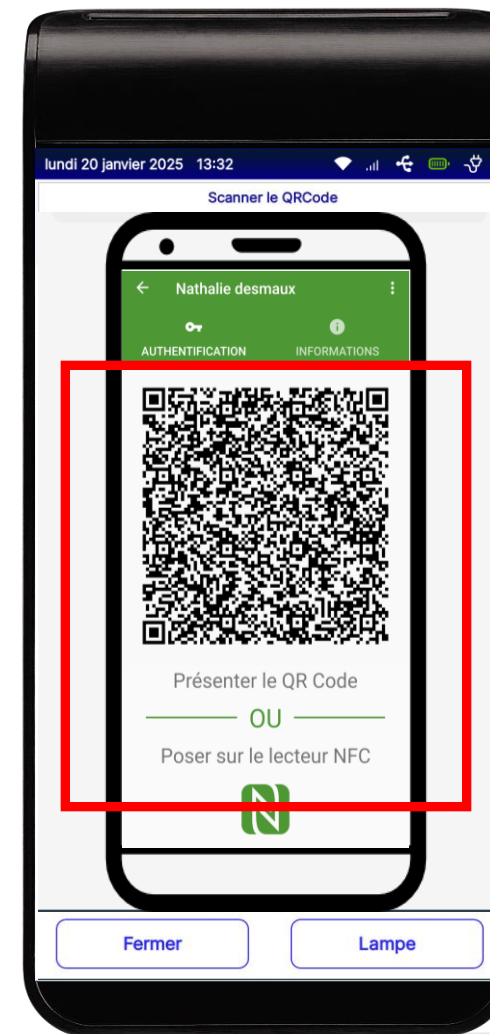 lundi 20 janvier 2025 13:32
Scanner le QRCode
Nathalie desmaux
AUTHENTIFICATION INFORMATIONS
Présenter le QR Code
OU
Poser sur le lecteur NFC
Fermer Lampe